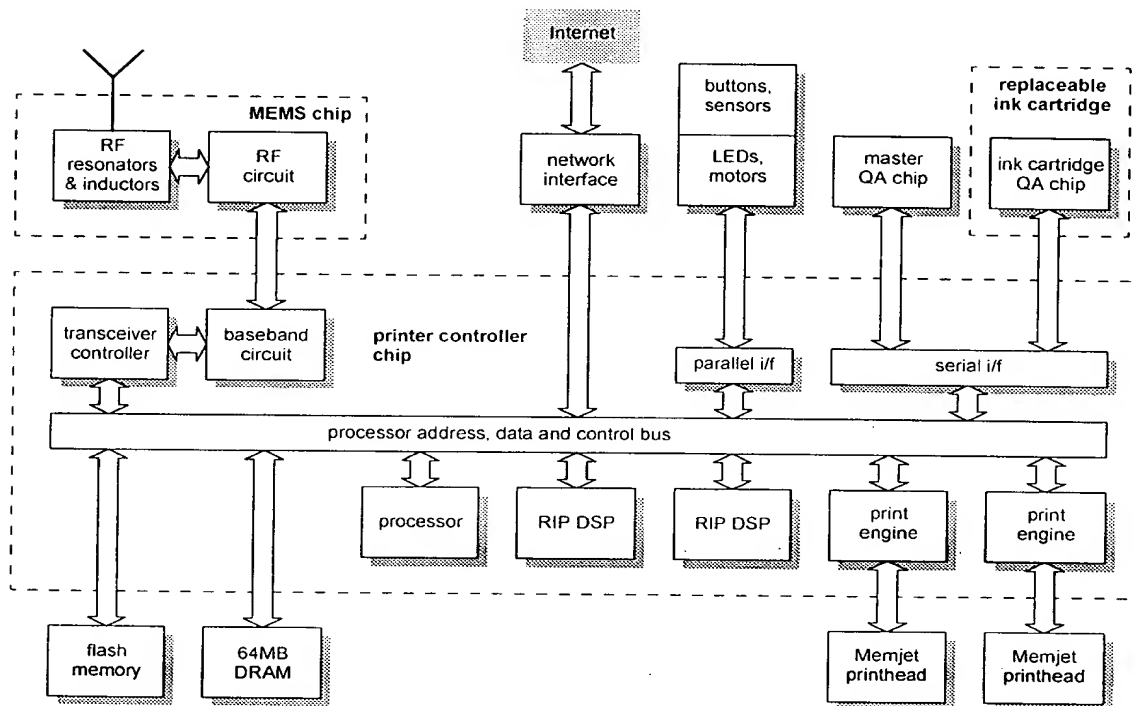 Internet
MEMS chip
RF
resonators
& inductors
RF
circuit
network
interface
buttons,
sensors
LEDs,
motors
master
QA chip
replaceable
ink cartridge
ink cartridge
QA chip
transceiver
controller
baseband
circuit
printer controller
chip
parallel i/f
serial i/f
processor address, data and control bus
processor
RIP DSP
RIP DSP
print
engine
print
engine
flash
memory
64MB
DRAM
Memjet
printhead
Memjet
printhead